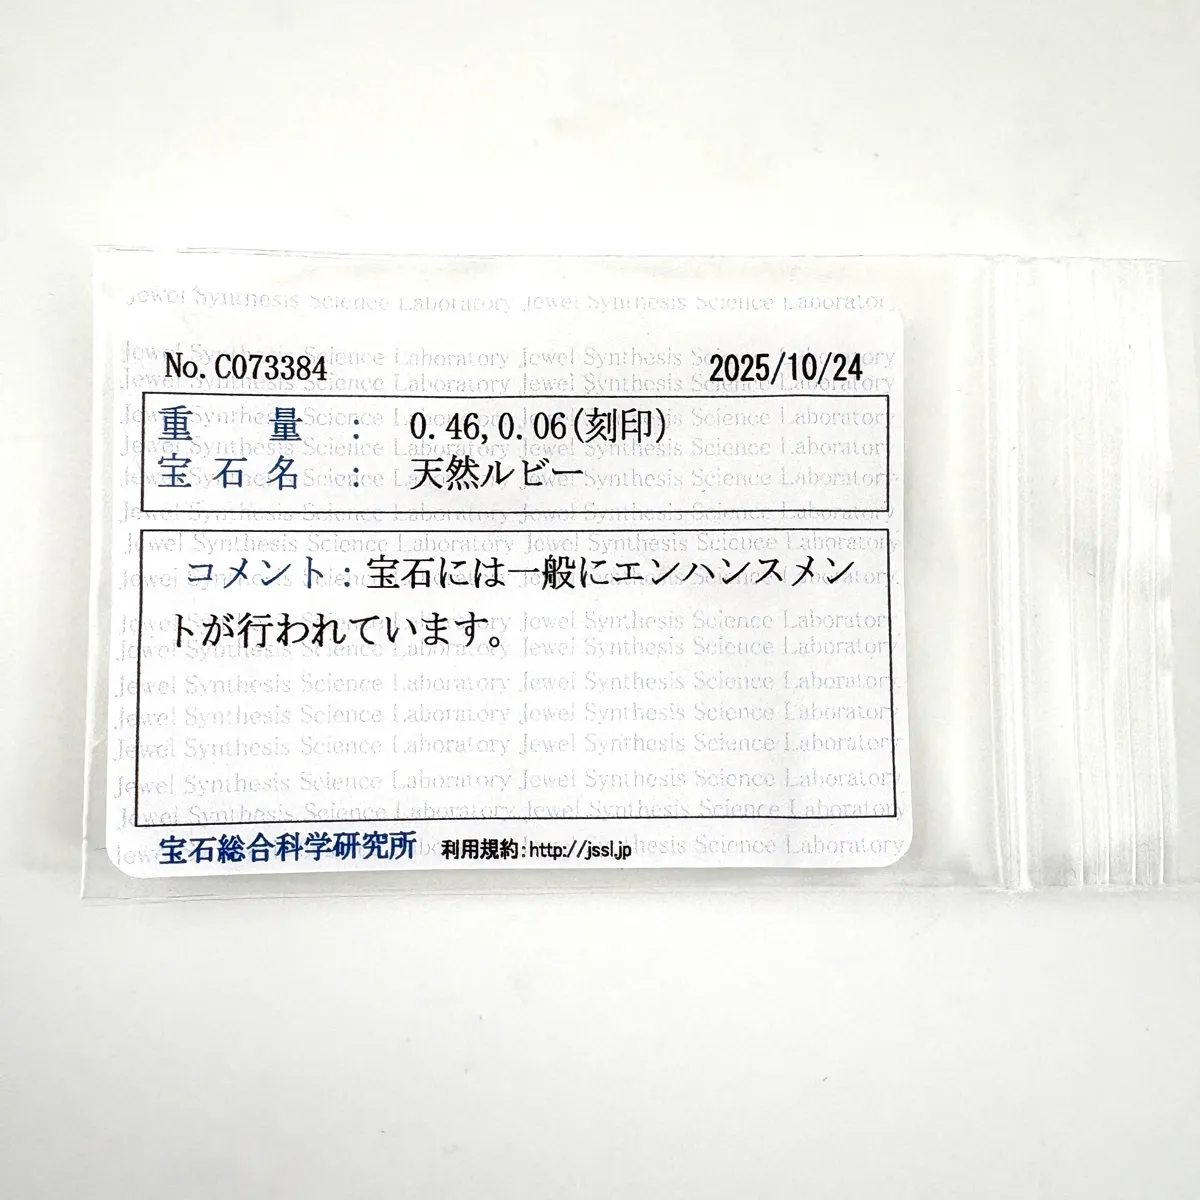 No.C073384 2025/10/24
重量: 0.46,0.06(刻印)
宝石名: 天然ルビー
コメント:宝石には一般にエンハンスメン
トが行われています。
宝石総合科学研究所 利用規約:http://jssl.jp
Jewel Synthesis Science Laboratory Jewel Synthesis Science Laboratory